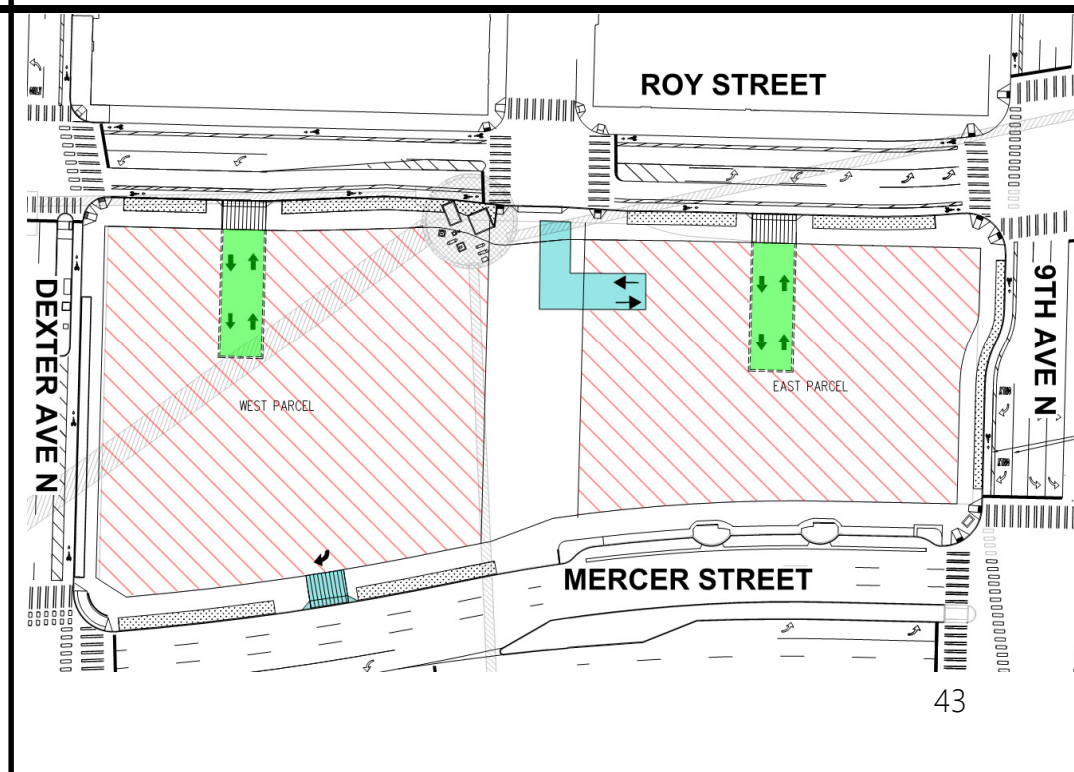 ROY STREET
DEXTER AVE N
9TH AVE N
WEST PARCEL
EAST PARCEL
MERCER STREET
43